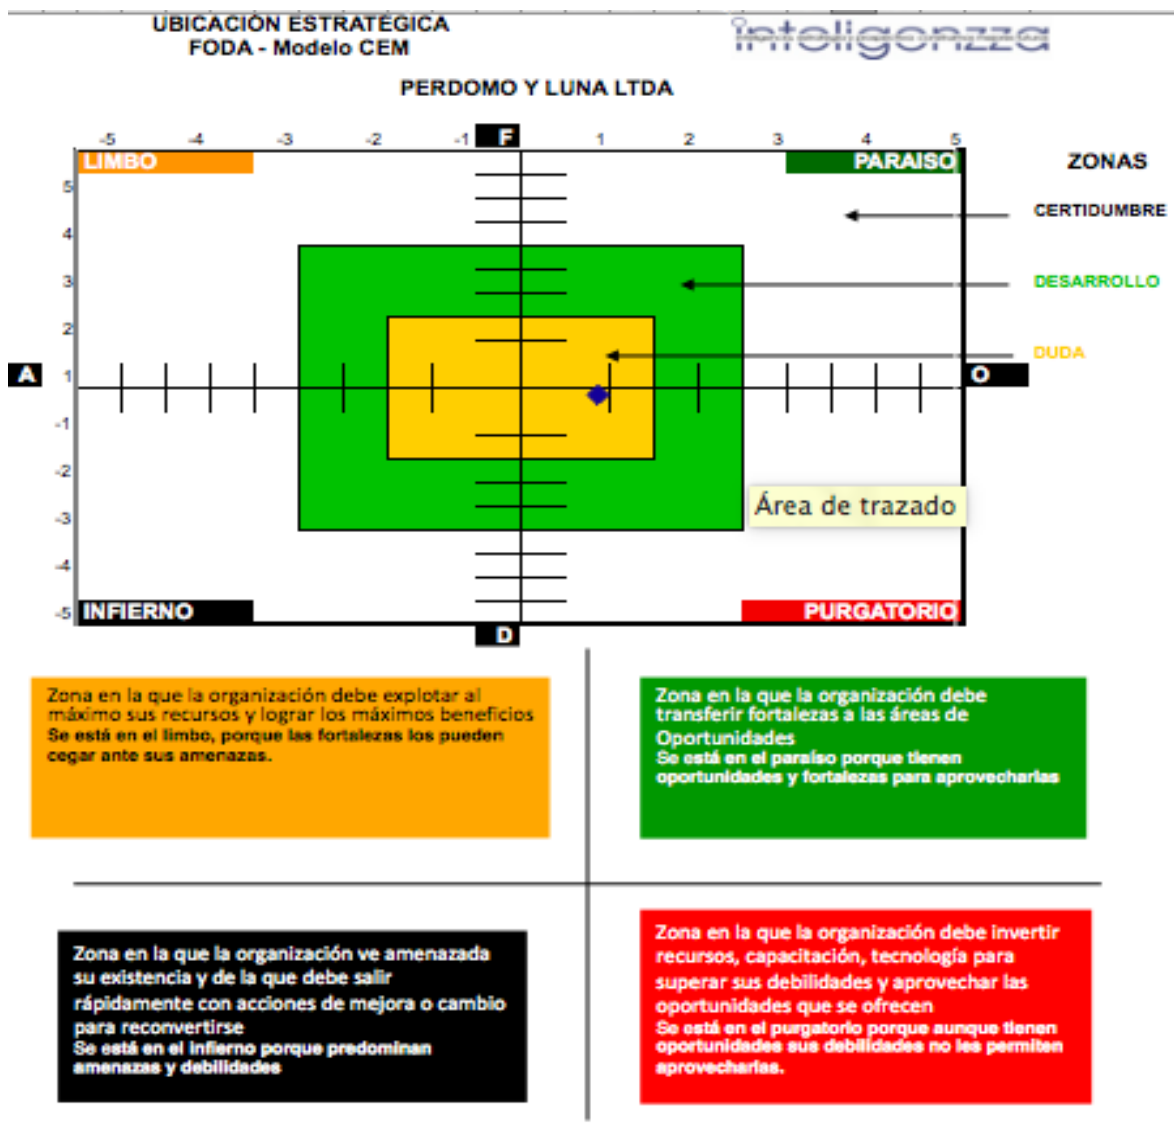 UBICACIÓN ESTRATÉGICA
FODA - Modelo CEM
inteligenzza
PERDOMO Y LUNA LTDA
-5 -4 -3 -2 -1 F 1 2 3 4 5
LIMBO
PARAISO
ZONAS
5
CERTIDUMBRE
4
3
DESARROLLO
2
DUDA
A
1
O
-1
-2
Área de trazado
-3
-4
-5
INFIERNO
PURGATORIO
D
Zona en la que la organización debe explotar al
máximo sus recursos y lograr los máximos beneficios
Se está en el limbo, porque las fortalezas los pueden
cegar ante sus amenazas.
Zona en la que la organización debe
transferir fortalezas a las áreas de
Oportunidades
Se está en el paraíso porque tienen
oportunidades y fortalezas para aprovecharlas
Zona en la que la organización ve amenazada
su existencia y de la que debe salir
rápidamente con acciones de mejora o cambio
para reconvertirse
Se está en el infierno porque predominan
amenazas y debilidades
Zona en la que la organización debe invertir
recursos, capacitación, tecnología para
superar sus debilidades y aprovechar las
oportunidades que se ofrecen
Se está en el purgatorio porque aunque tienen
oportunidades sus debilidades no les permiten
aprovecharlas.